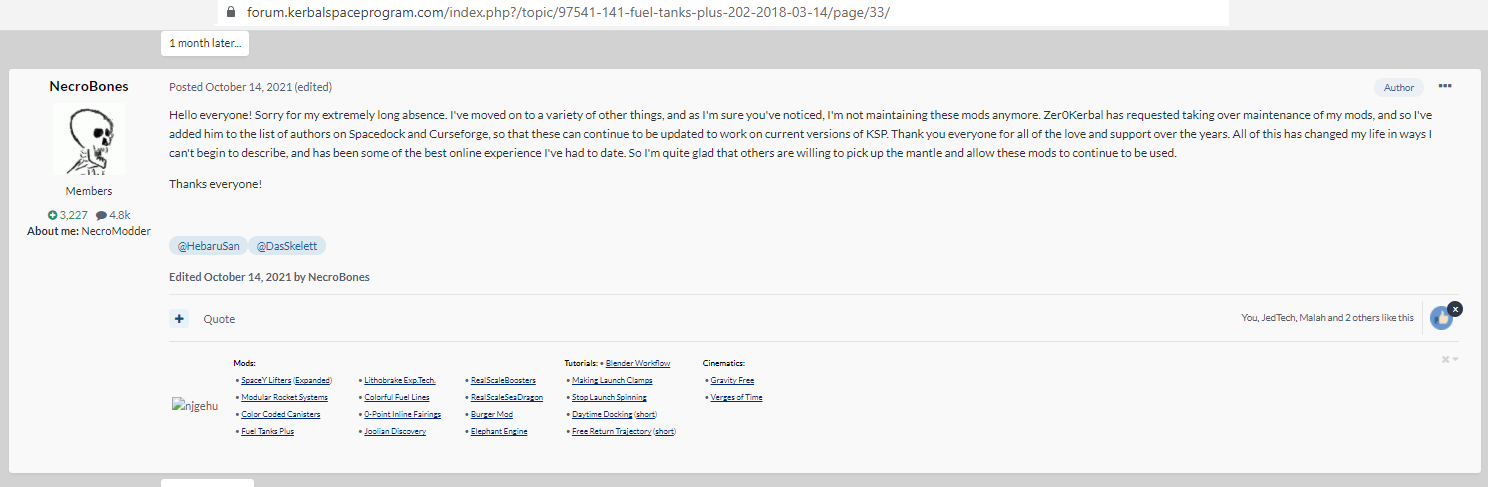 forum.kerbalspaceprogram.com/index.php?/topic/97541-141-fuel-tanks-plus-202-2018-03-14/page/33/
1 month later...
NecroBones
Members
3,227 4.8k
About me: NecroModder
Posted October 14, 2021 (edited)
Author
Hello everyone! Sorry for my extremely long absence. I've moved on to a variety of other things, and as I'm sure you've noticed, I'm not maintaining these mods anymore. Zer0Kerbal has requested taking over maintenance of my mods, and so I've
added him to the list of authors on Spacedock and Curseforge, so that these can continue to be updated to work on current versions of KSP. Thank you everyone for all of the love and support over the years. All of this has changed my life in ways I
can't begin to describe, and has been some of the best online experience I've had to date. So I'm quite glad that others are willing to pick up the mantle and allow these mods to continue to be used.
Thanks everyone!
@HebaruSan @DasSkelett
Edited October 14, 2021 by NecroBones
+ Quote
You, JedTech, Malah and 2 others like this
njgehu
Mods:
• SpaceY Lifters (Expanded)
• Modular Rocket Systems
• Color Coded Canisters
• Fuel Tanks Plus
• Lithobrake Exp.Tech.
• Colorful Fuel Lines
• 0-Point Inline Fairings
• Joolian Discovery
• RealScaleBoosters
• RealScaleSeaDragon
• Burger Mod
• Elephant Engine
Tutorials: • Blender Workflow
• Making Launch Clamps
• Stop Launch Spinning
• Daytime Docking (short)
• Free Return Trajectory (short)
Cinematics:
• Gravity Free
• Verges of Time